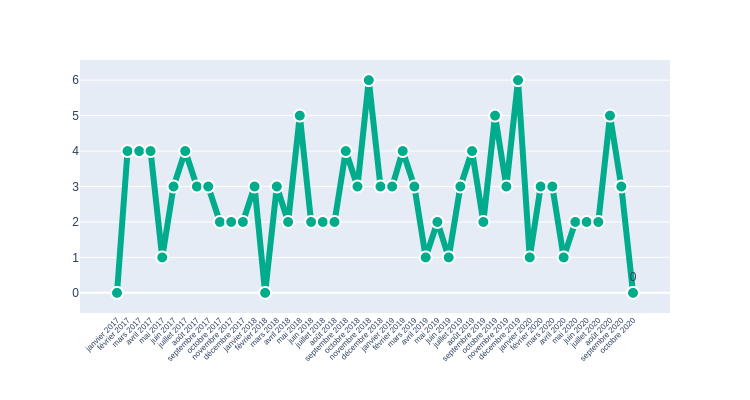 6
5
4
3
2
1
0
0
janvier 2017
février 2017
mars 2017
avril 2017
mai 2017
juin 2017
juillet 2017
août 2017
septembre 2017
octobre 2017
novembre 2017
décembre 2017
janvier 2018
février 2018
mars 2018
avril 2018
mai 2018
juin 2018
juillet 2018
août 2018
septembre 2018
octobre 2018
novembre 2018
décembre 2018
janvier 2019
février 2019
mars 2019
avril 2019
mai 2019
juin 2019
juillet 2019
août 2019
septembre 2019
octobre 2019
novembre 2019
décembre 2019
janvier 2020
février 2020
mars 2020
avril 2020
mai 2020
juin 2020
juillet 2020
août 2020
septembre 2020
octobre 2020